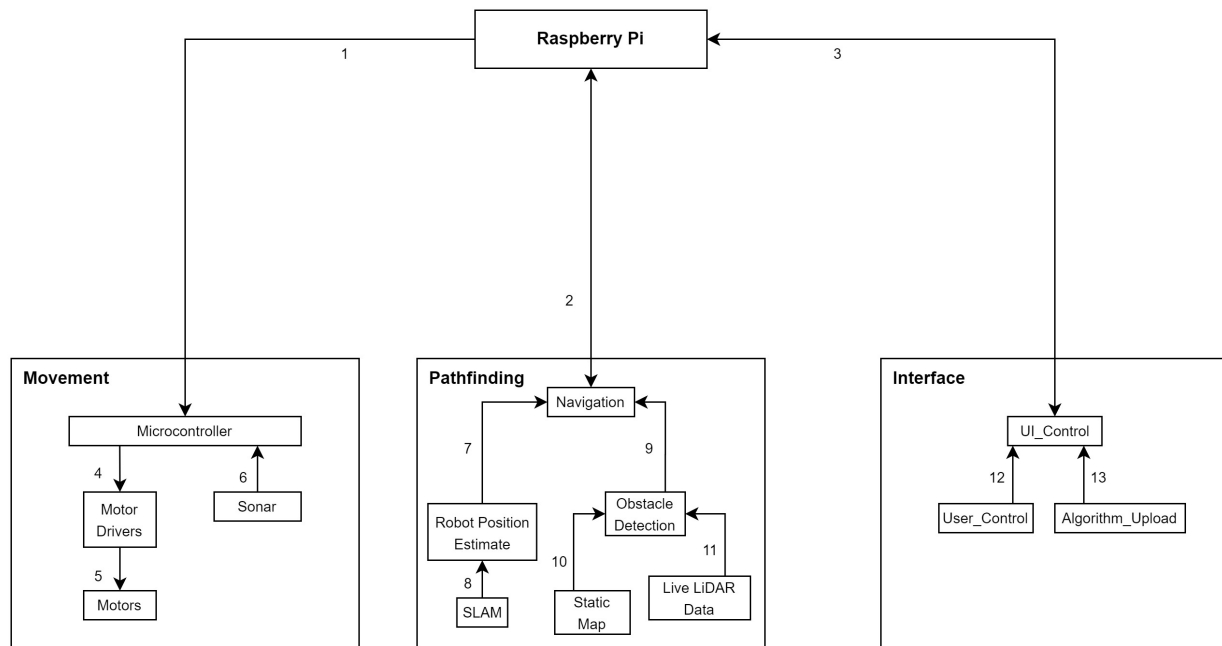 Raspberry Pi
1
3
2
Movement
Microcontroller
4
6
Motor
Drivers
Sonar
5
Motors
Pathfinding
Navigation
7
9
Robot Position
Estimate
Obstacle
Detection
8
10
11
SLAM
Static
Map
Live LiDAR
Data
Interface
UI_Control
12
13
User_Control
Algorithm_Upload